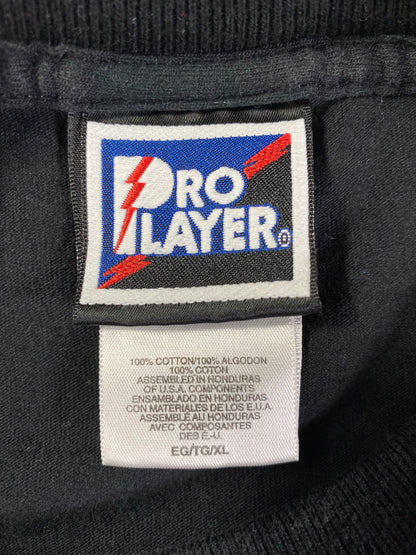 PRO
PLAYER®
100% COTTON/100% ALGODON
100% COTON
ASSEMBLED IN HONDURAS
OF U.S.A. COMPONENTS
ENSAMBLADO EN HONDURAS
CON MATERIALES DE LOS E.U.A.
ASSEMBLÉ AU HONDURAS
AVEC COMPOSANTES
DES É.-U.
EG/TG/XL